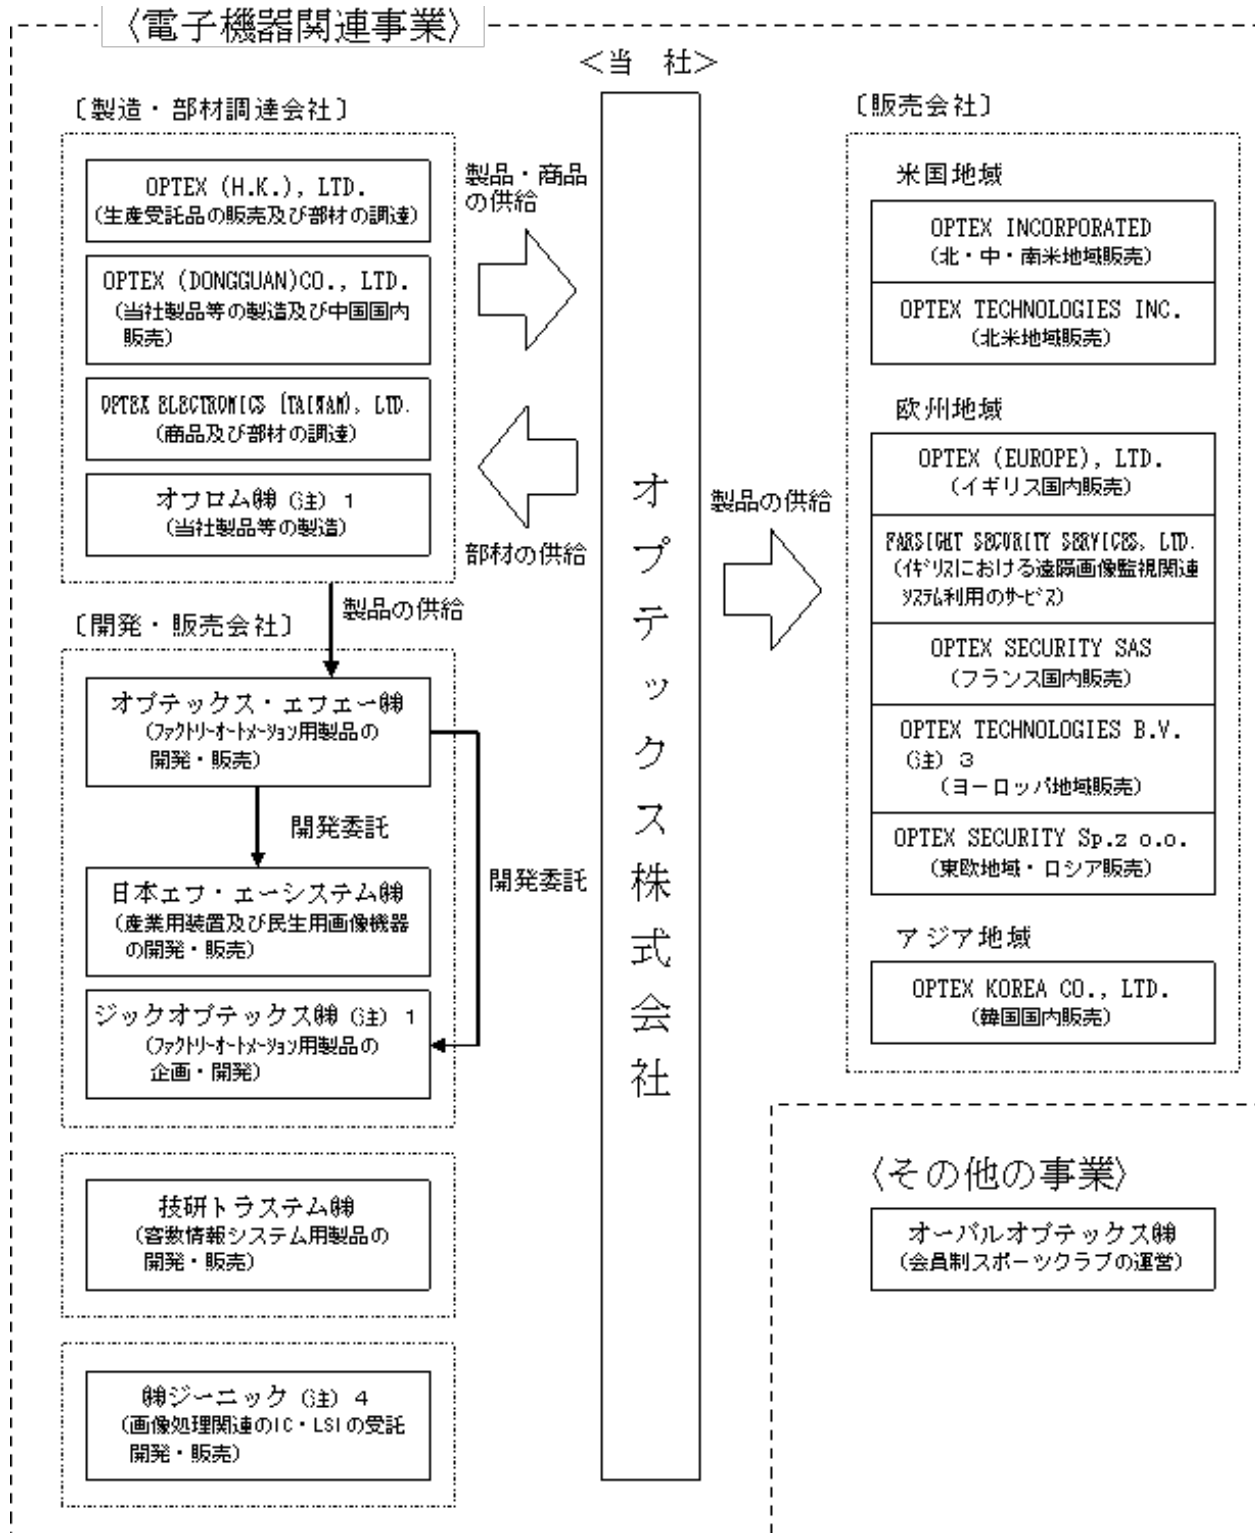 〈電子機器関連事業〉
＜当　社＞
〔製造・部材調達会社〕
OPTEX (H.K.), LTD.
(生産受託品の販売及び部材の調達)
OPTEX (DONGGUAN)CO., LTD.
(当社製品等の製造及び中国国内
販売)
OPTEX ELECTRONICS (TAIWAN), LTD.
(商品及び部材の調達)
オフロム㈱ (注) 1
(当社製品等の製造)
製品・商品
の供給
部材の供給
製品の供給
〔開発・販売会社〕
オプテックス・エフエー㈱
(ファクトリーオートメーション用製品の
開発・販売)
開発委託
日本エフ・エーシステム㈱
(産業用装置及び民生用画像機器
の開発・販売)
開発委託
ジックオプテックス㈱ (注) 1
(ファクトリーオートメーション用製品の
企画・開発)
技研トラステム㈱
(客数情報システム用製品の
開発・販売)
㈱ジーニック (注) 4
(画像処理関連のIC・LSIの受託
開発・販売)
オプテックス株式会社
製品の供給
〔販売会社〕
米国地域
OPTEX INCORPORATED
(北・中・南米地域販売)
OPTEX TECHNOLOGIES INC.
(北米地域販売)
欧州地域
OPTEX (EUROPE), LTD.
(イギリス国内販売)
FARSIGHT SECURITY SERVICES, LTD.
(イギリスにおける遠隔画像監視関連
システム利用のサービス)
OPTEX SECURITY SAS
(フランス国内販売)
OPTEX TECHNOLOGIES B.V.
(注) 3
(ヨーロッパ地域販売)
OPTEX SECURITY Sp.z o.o.
(東欧地域・ロシア販売)
アジア地域
OPTEX KOREA CO., LTD.
(韓国国内販売)
〈その他の事業〉
オーパルオプテックス㈱
(会員制スポーツクラブの運営)